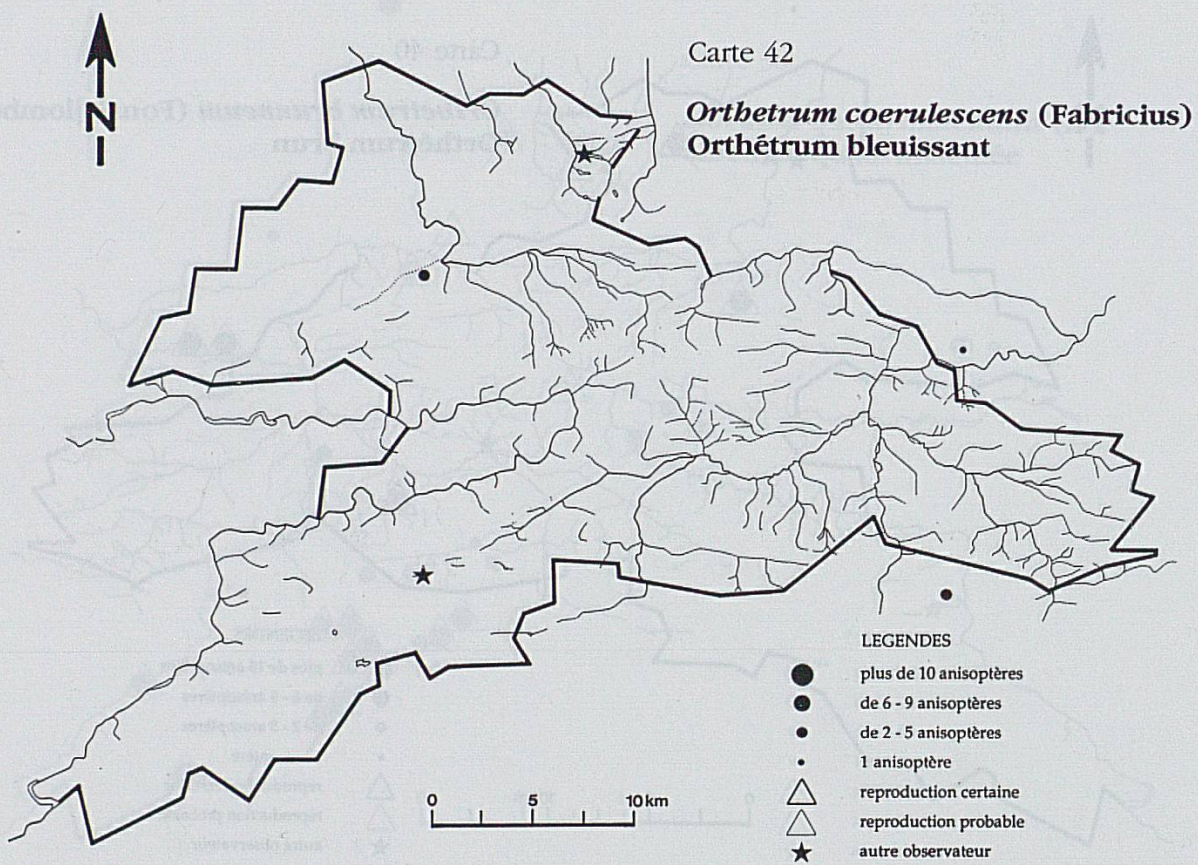 N
Carte 42
Orthetrum coerulescens (Fabricius)
Orthétrum bleuissant
LEGENDES
plus de 10 anisoptères
de 6 - 9 anisoptères
de 2 - 5 anisoptères
1 anisoptère
reproduction certaine
reproduction probable
autre observateur
0 5 10 km